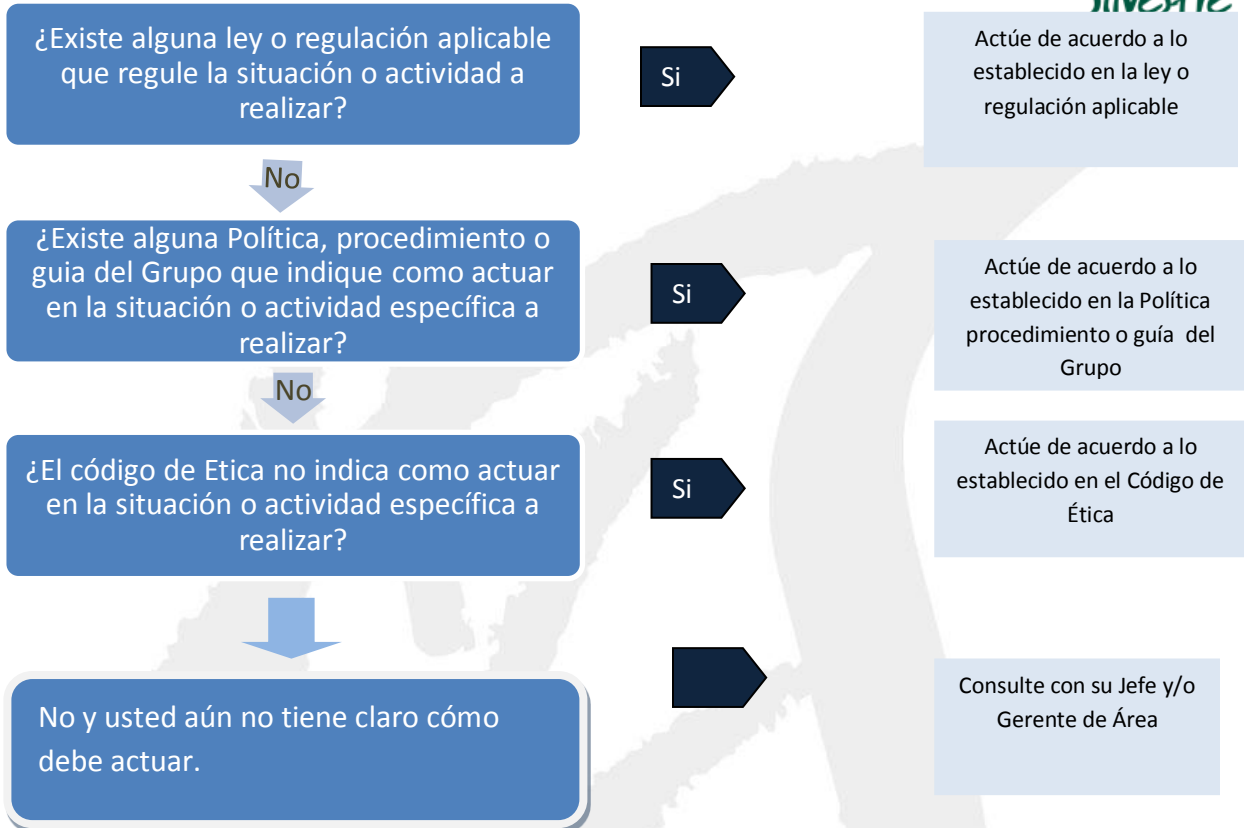 ¿Existe alguna ley o regulación aplicable
que regule la situación o actividad a
realizar?
Si
Actúe de acuerdo a lo
establecido en la ley o
regulación aplicable
No
¿Existe alguna Política, procedimiento o
guia del Grupo que indique como actuar
en la situación o actividad específica a
realizar?
Si
Actúe de acuerdo a lo
establecido en la Política
procedimiento o guía del
Grupo
No
¿El código de Etica no indica como actuar
en la situación o actividad específica a
realizar?
Si
Actúe de acuerdo a lo
establecido en el Código de
Ética
No y usted aún no tiene claro cómo
debe actuar.
Consulte con su Jefe y/o
Gerente de Área